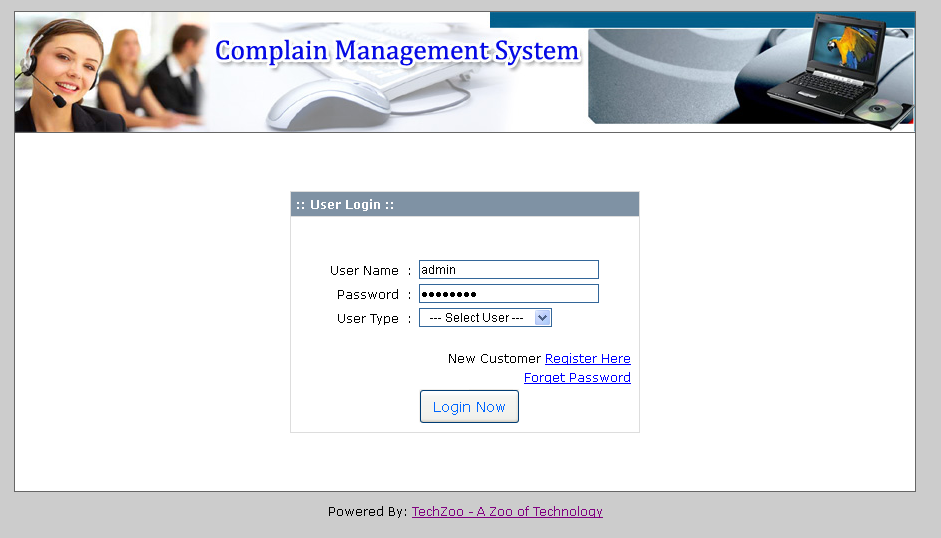 Complain Management System
:: User Login ::
User Name : admin
Password : ●●●●●●●●
User Type : --- Select User ---
New Customer Register Here
Forget Password
Login Now
Powered By: TechZoo - A Zoo of Technology